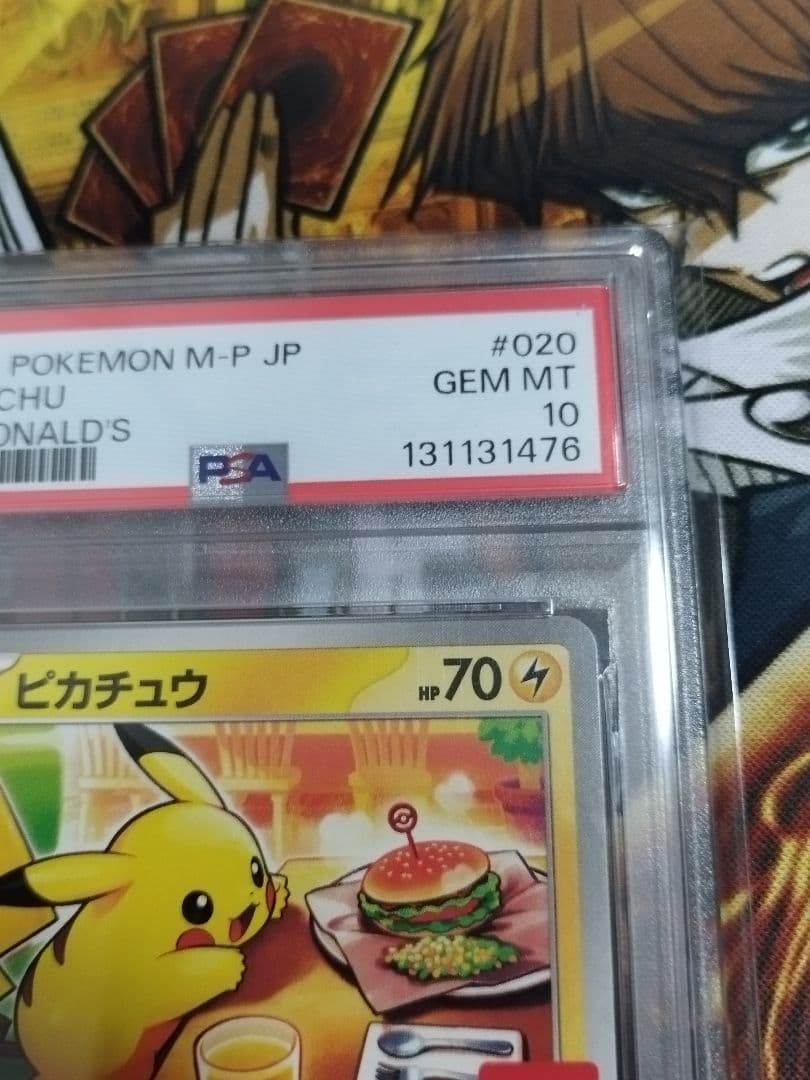 POKEMON M-P JP
#020
CHU
GEM MT
ONALD'S
10
PSA
131131476
ピカチュウ
HP70